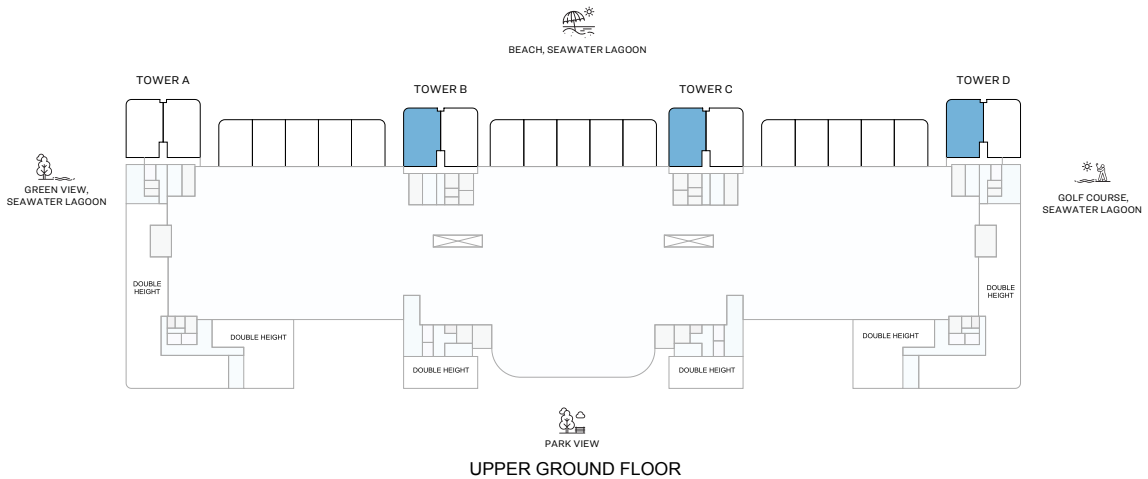 BEACH, SEAWATER LAGOON
TOWER A
TOWER B
TOWER C
TOWER D
GREEN VIEW,
SEAWATER LAGOON
GOLF COURSE,
SEAWATER LAGOON
DOUBLE
HEIGHT
DOUBLE
HEIGHT
DOUBLE HEIGHT
DOUBLE HEIGHT
DOUBLE HEIGHT
DOUBLE HEIGHT
PARK VIEW
UPPER GROUND FLOOR